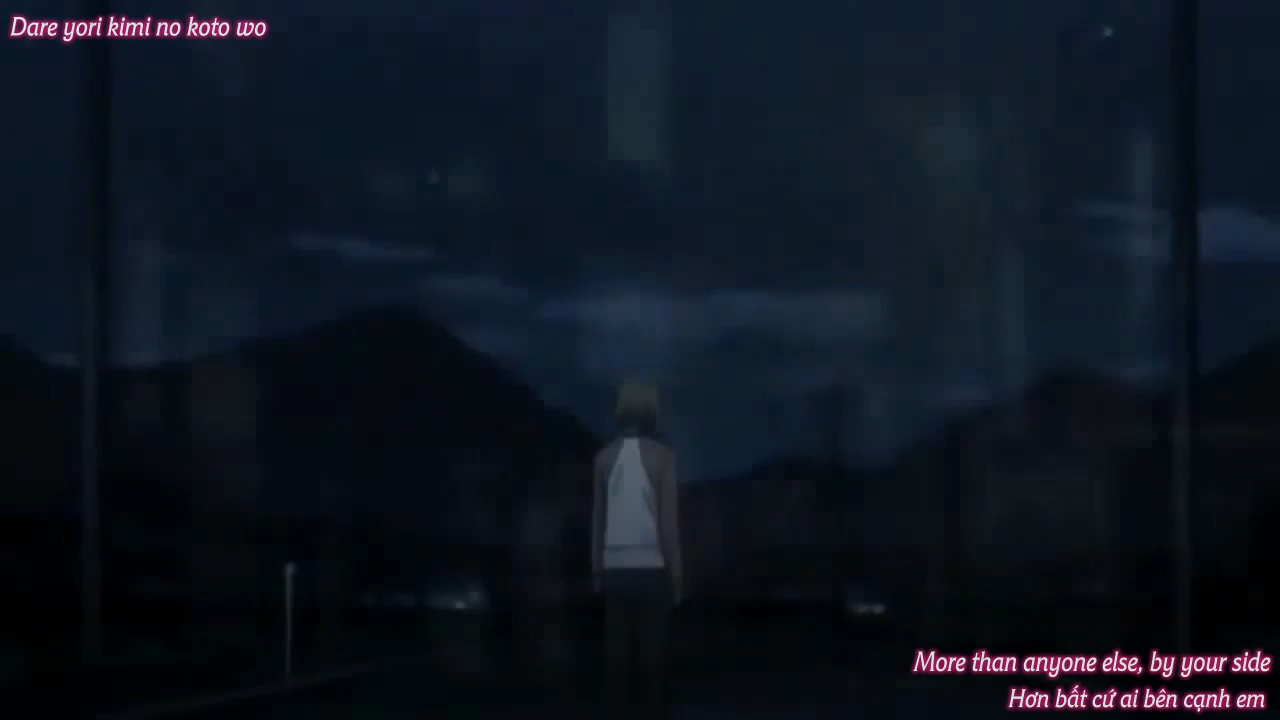 Dare yori kimi no koto wo
More than anyone else, by your side
Hơn bất cứ ai bên cạnh em